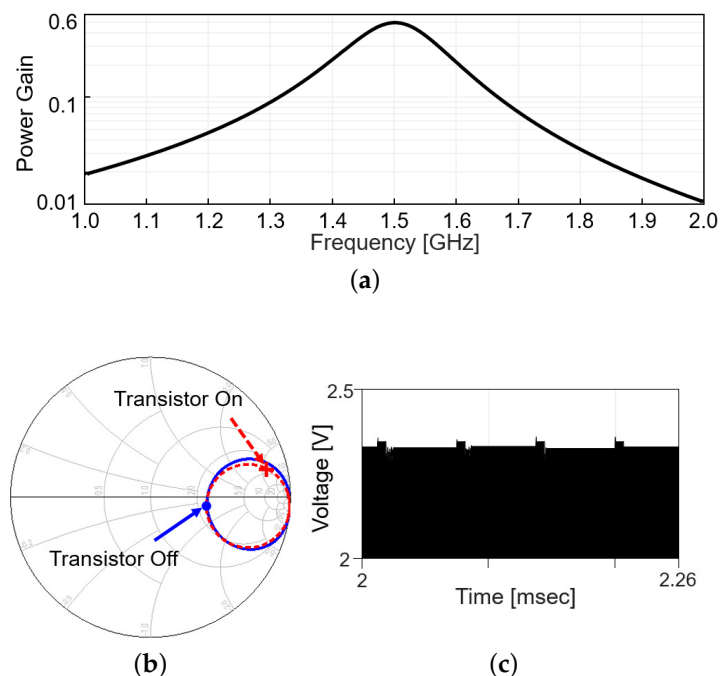 0.6
0.1
0.01
Power Gain
1.0 1.1 1.2 1.3 1.4 1.5 1.6 1.7 1.8 1.9 2.0
Frequency [GHz]
(a)
Transistor On
Transistor Off
(b)
2.5
2
Voltage [V]
2 2.26
Time [msec]
(c)